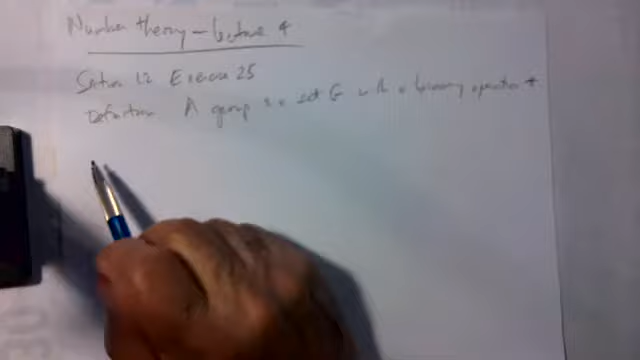 Number theory - lecture 4
Section 1.2 Exercise 25
Definition A group is a set G with a binary operation +